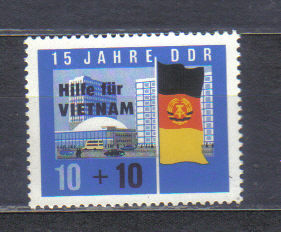 15 JAHRE DDR
Hilfe für
VIETNAM
10 + 10